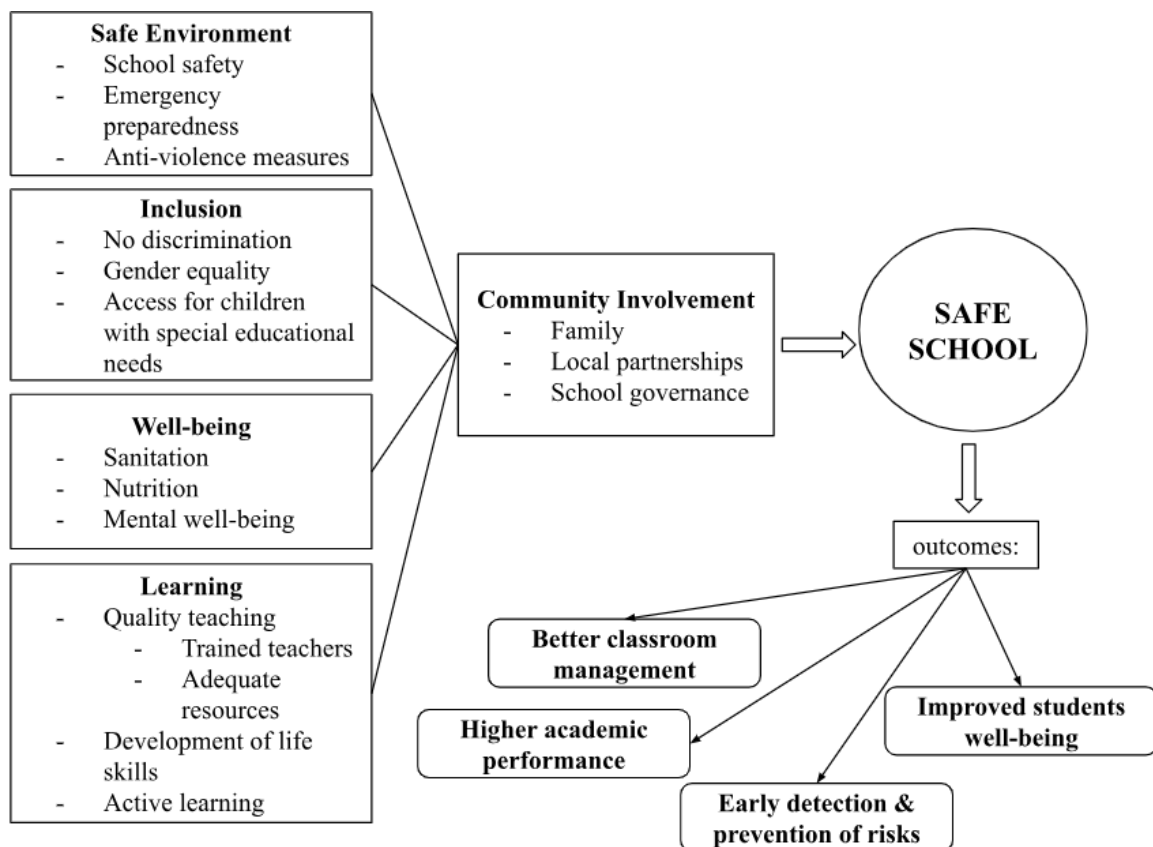 Safe Environment
- School safety
- Emergency
preparedness
- Anti-violence measures
Inclusion
- No discrimination
- Gender equality
- Access for children
with special educational
needs
Well-being
- Sanitation
- Nutrition
- Mental well-being
Learning
- Quality teaching
- Trained teachers
- Adequate
resources
- Development of life
skills
- Active learning
Community Involvement
- Family
- Local partnerships
- School governance
SAFE
SCHOOL
outcomes:
Better classroom
management
Higher academic
performance
Early detection &
prevention of risks
Improved students
well-being